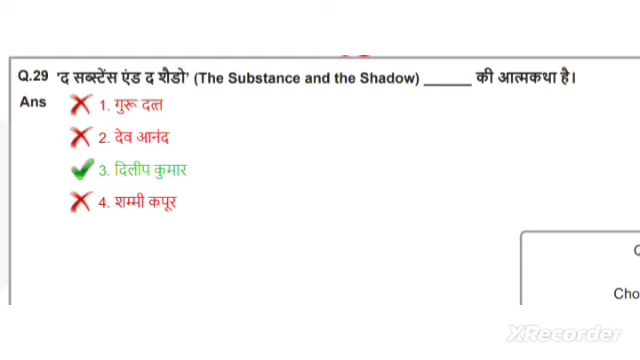 Q.29 'द सब्स्टेंस एंड द शैडो' (The Substance and the Shadow) ______ की आत्मकथा है।
Ans 1. गुरू दत्त
2. देव आनंद
3. दिलीप कुमार
4. शम्मी कपूर
Cho
XRecorder